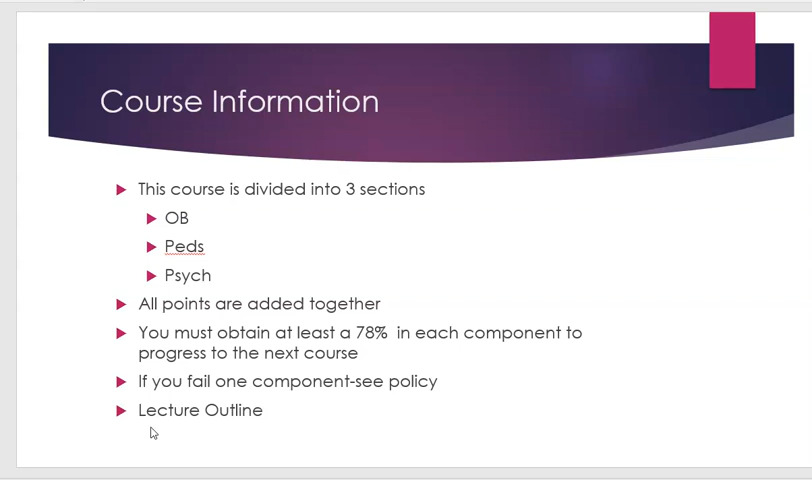 Course Information
This course is divided into 3 sections
OB
Peds
Psych
All points are added together
You must obtain at least a 78% in each component to
progress to the next course
If you fail one component-see policy
Lecture Outline